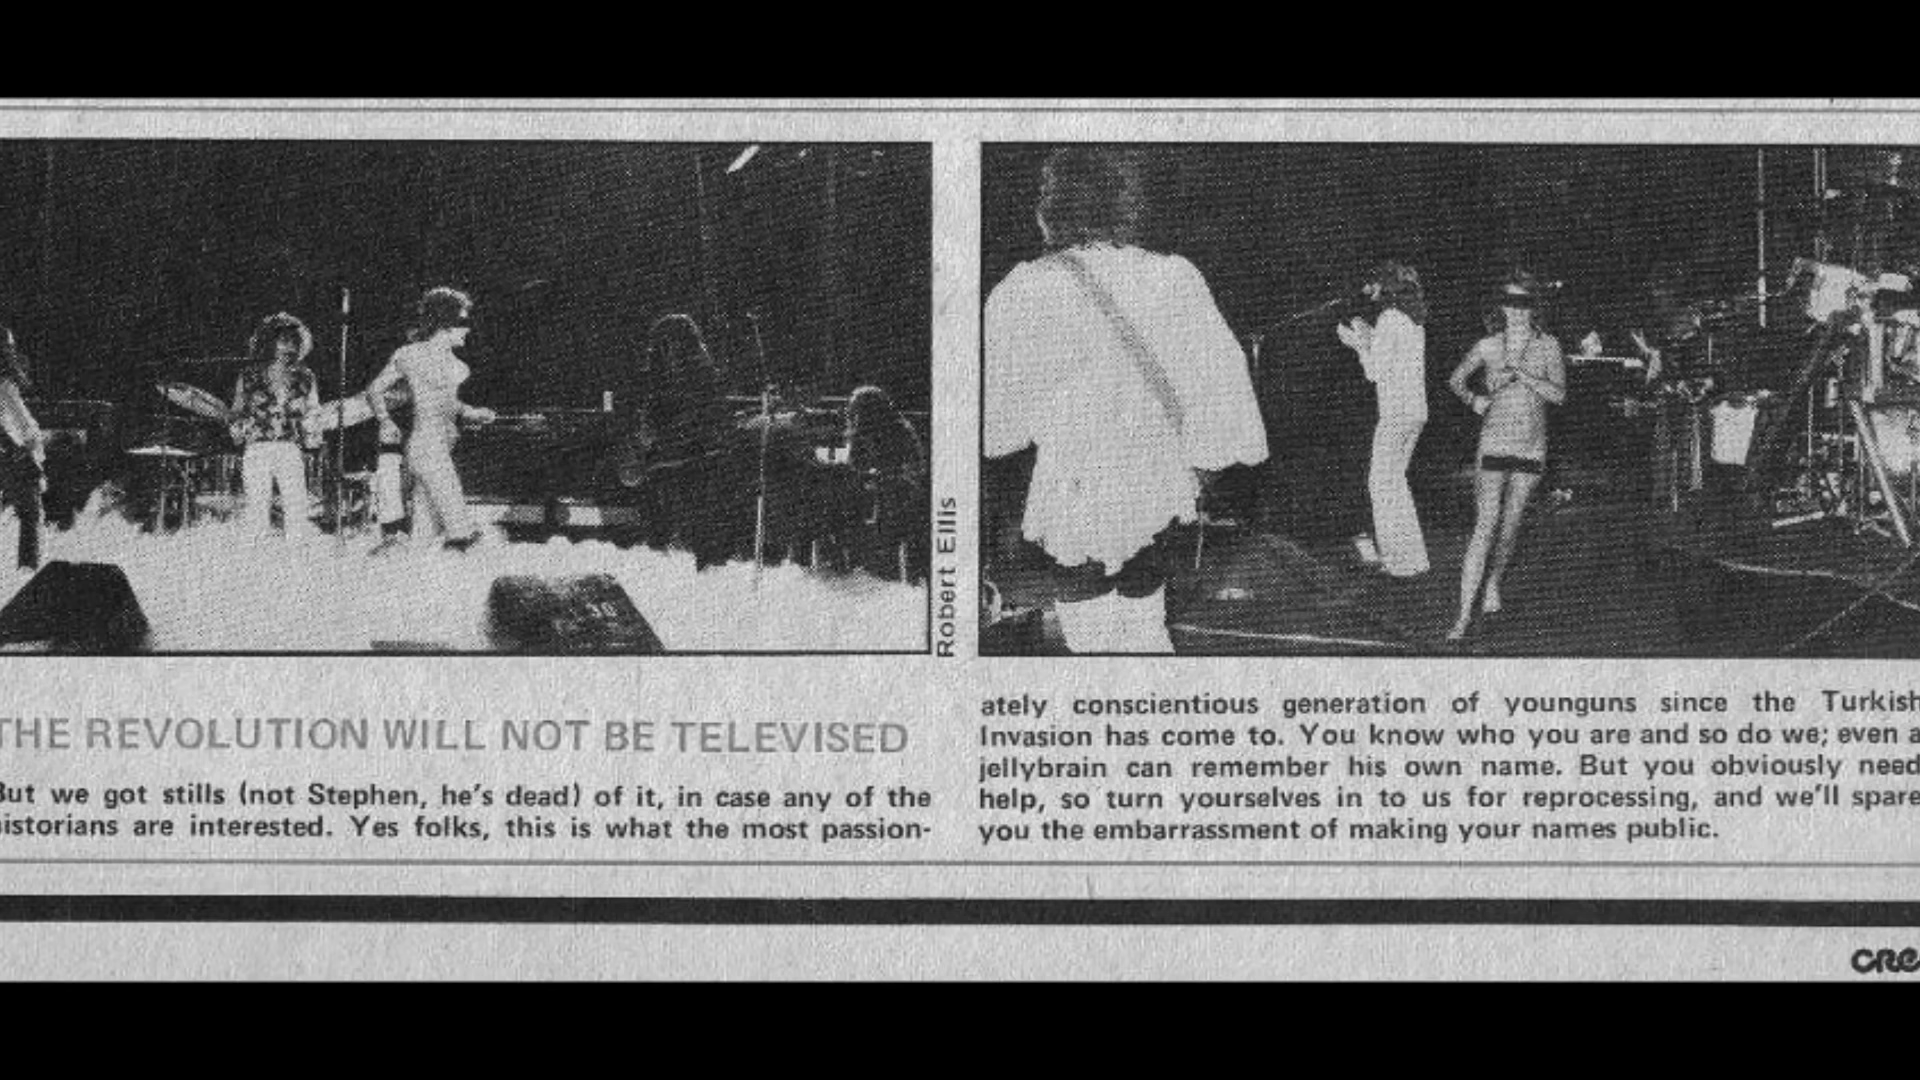 Robert Ellis
THE REVOLUTION WILL NOT BE TELEVISED
But we got stills (not Stephen, he's dead) of it, in case any of the
istorians are interested. Yes folks, this is what the most passion-
ately conscientious generation of younguns since the Turkish
Invasion has come to. You know who you are and so do we; even a
jellybrain can remember his own name. But you obviously need
help, so turn yourselves in to us for reprocessing, and we'll spare
you the embarrassment of making your names public.
cre